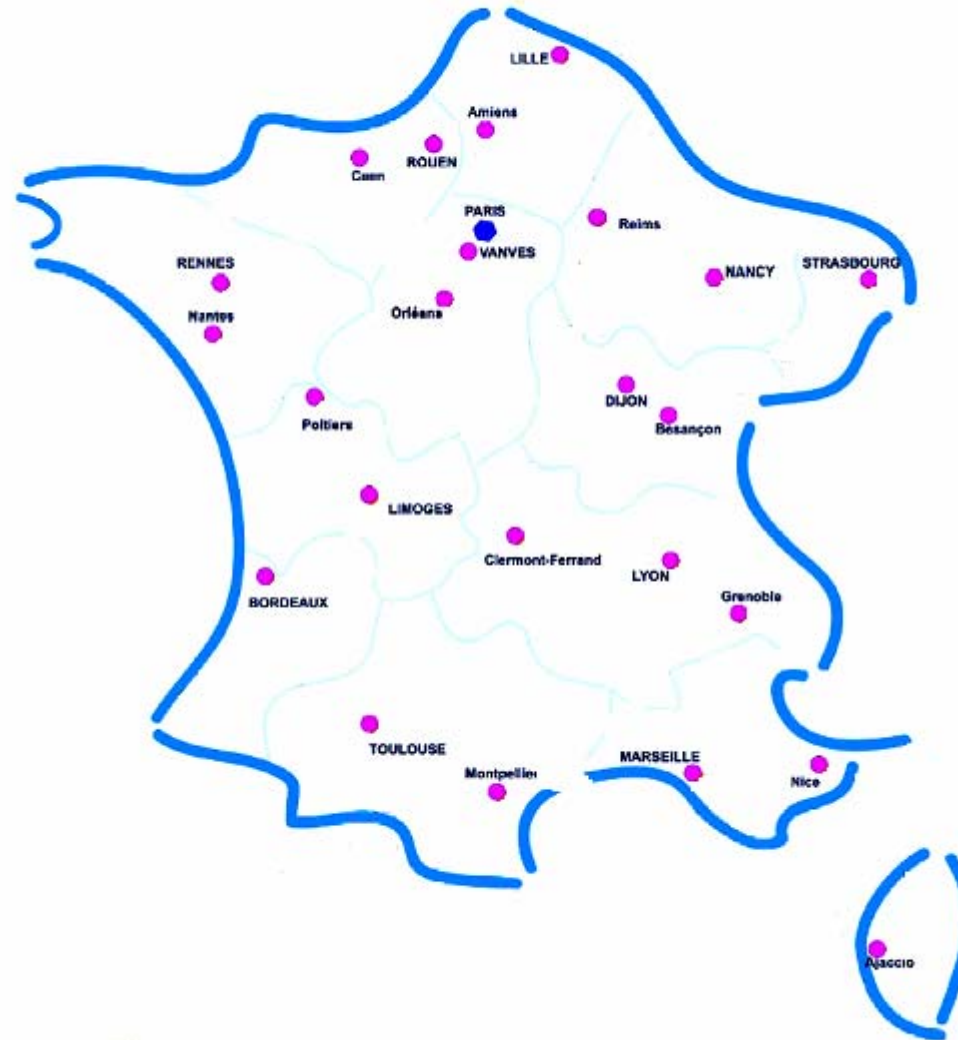 LILLE
Amiens
ROUEN
Caen
PARIS
Reims
VANVES
RENNES
NANCY
STRASBOURG
Orléans
Nantes
DIJON
Poitiers
Besançon
LIMOGES
Clermont-Ferrand
LYON
Grenoble
BORDEAUX
TOULOUSE
MARSEILLE
Montpellier
Nice
Ajaccio